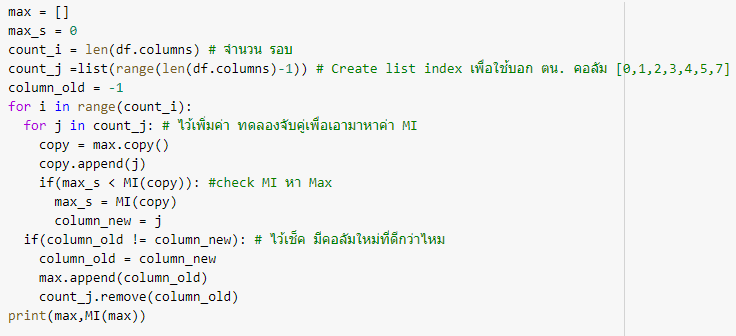 max = []
max_s = 0
count_i = len(df.columns) # จำนวน รอบ
count_j =list(range(len(df.columns)-1)) # Create list index เพื่อใช้บอก ตน. คอลัม [0,1,2,3,4,5,7]
column_old = -1
for i in range(count_i):
  for j in count_j: # ไว้เพิ่มค่า ทดลองจับคู่เพื่อเอามาหาค่า MI
    copy = max.copy()
    copy.append(j)
    if(max_s < MI(copy)): #check MI หา Max
      max_s = MI(copy)
      column_new = j
  if(column_old != column_new): # ไว้เช็ค มีคอลัมใหม่ที่ดีกว่าไหม
    column_old = column_new
    max.append(column_old)
    count_j.remove(column_old)
print(max,MI(max))